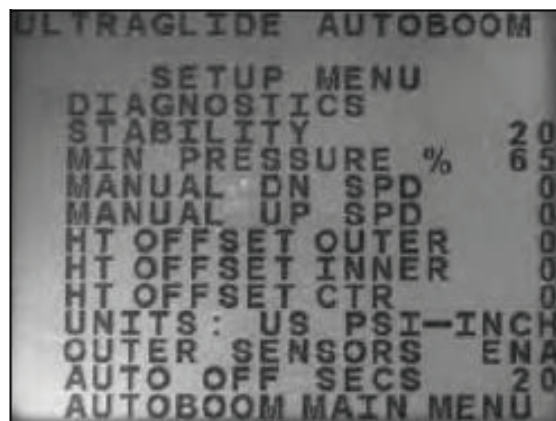 ULTRAGLIDE AUTOBOOM
SETUP MENU
DIAGNOSTICS
STABILITY 20
MIN PRESSURE % 65
MANUAL DN SPD 0
MANUAL UP SPD 0
HT OFFSET OUTER 0
HT OFFSET INNER 0
HT OFFSET CTR 0
UNITS: US PSI-INCH
OUTER SENSORS ENA
AUTO OFF SECS 20
AUTOBOOM MAIN MENU